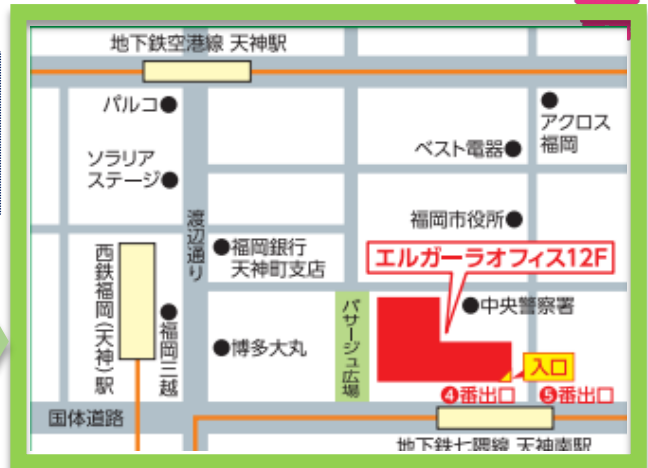 地下鉄空港線 天神駅
パルコ●
●
アクロス
福岡
ベスト電器●
ソラリア
ステージ●
渡辺通り
福岡市役所●
●福岡銀行
天神町支店
エルガーラオフィス12F
西鉄福岡(天神)駅
●福岡三越
パサージュ広場
●中央警察署
●博多大丸
入口
❹番出口
❺番出口
国体道路
地下鉄七隈線 天神南駅